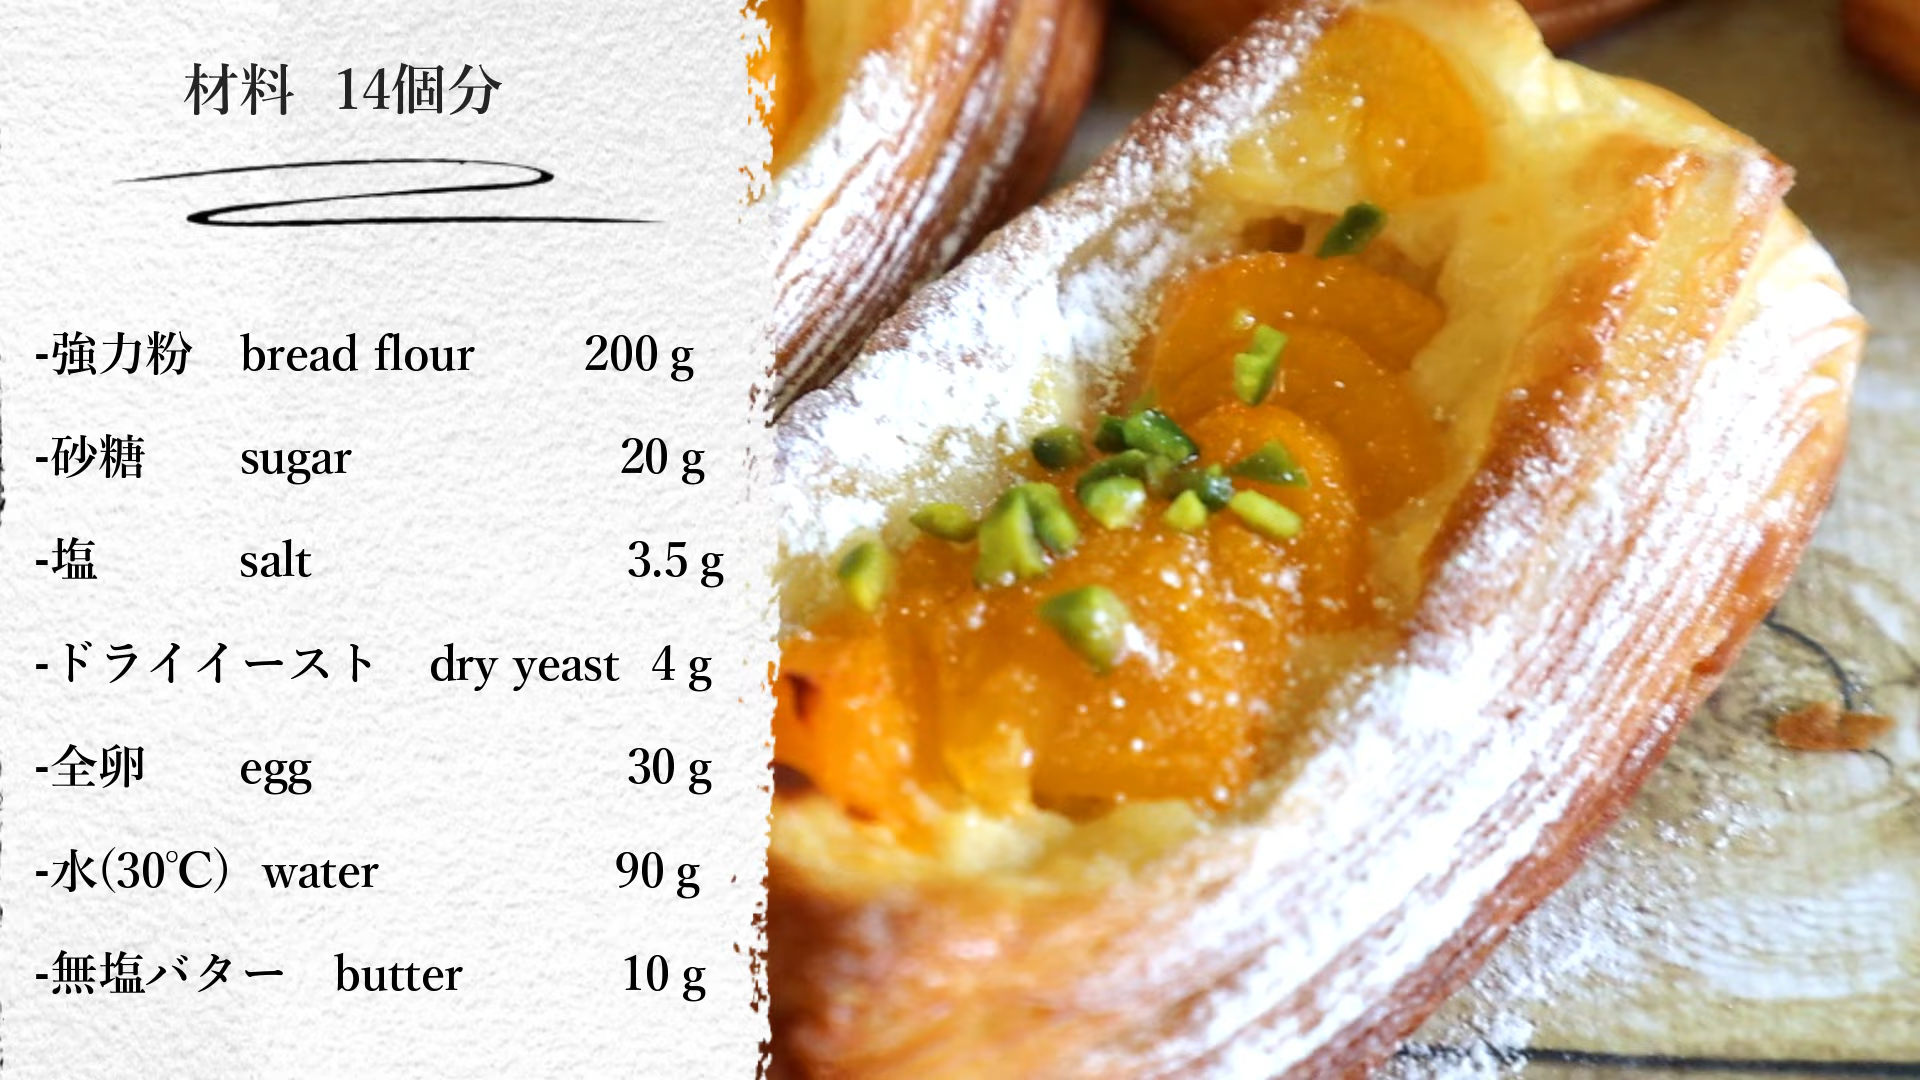 材料 14個分
-強力粉 bread flour 200 g
-砂糖 sugar 20 g
-塩 salt 3.5 g
-ドライイースト dry yeast 4 g
-全卵 egg 30 g
-水(30℃) water 90 g
-無塩バター butter 10 g